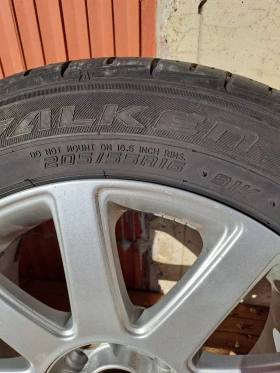 FALKEN
DO NOT MOUNT ON 16.5 INCH RIMS.
205/55R16 91V